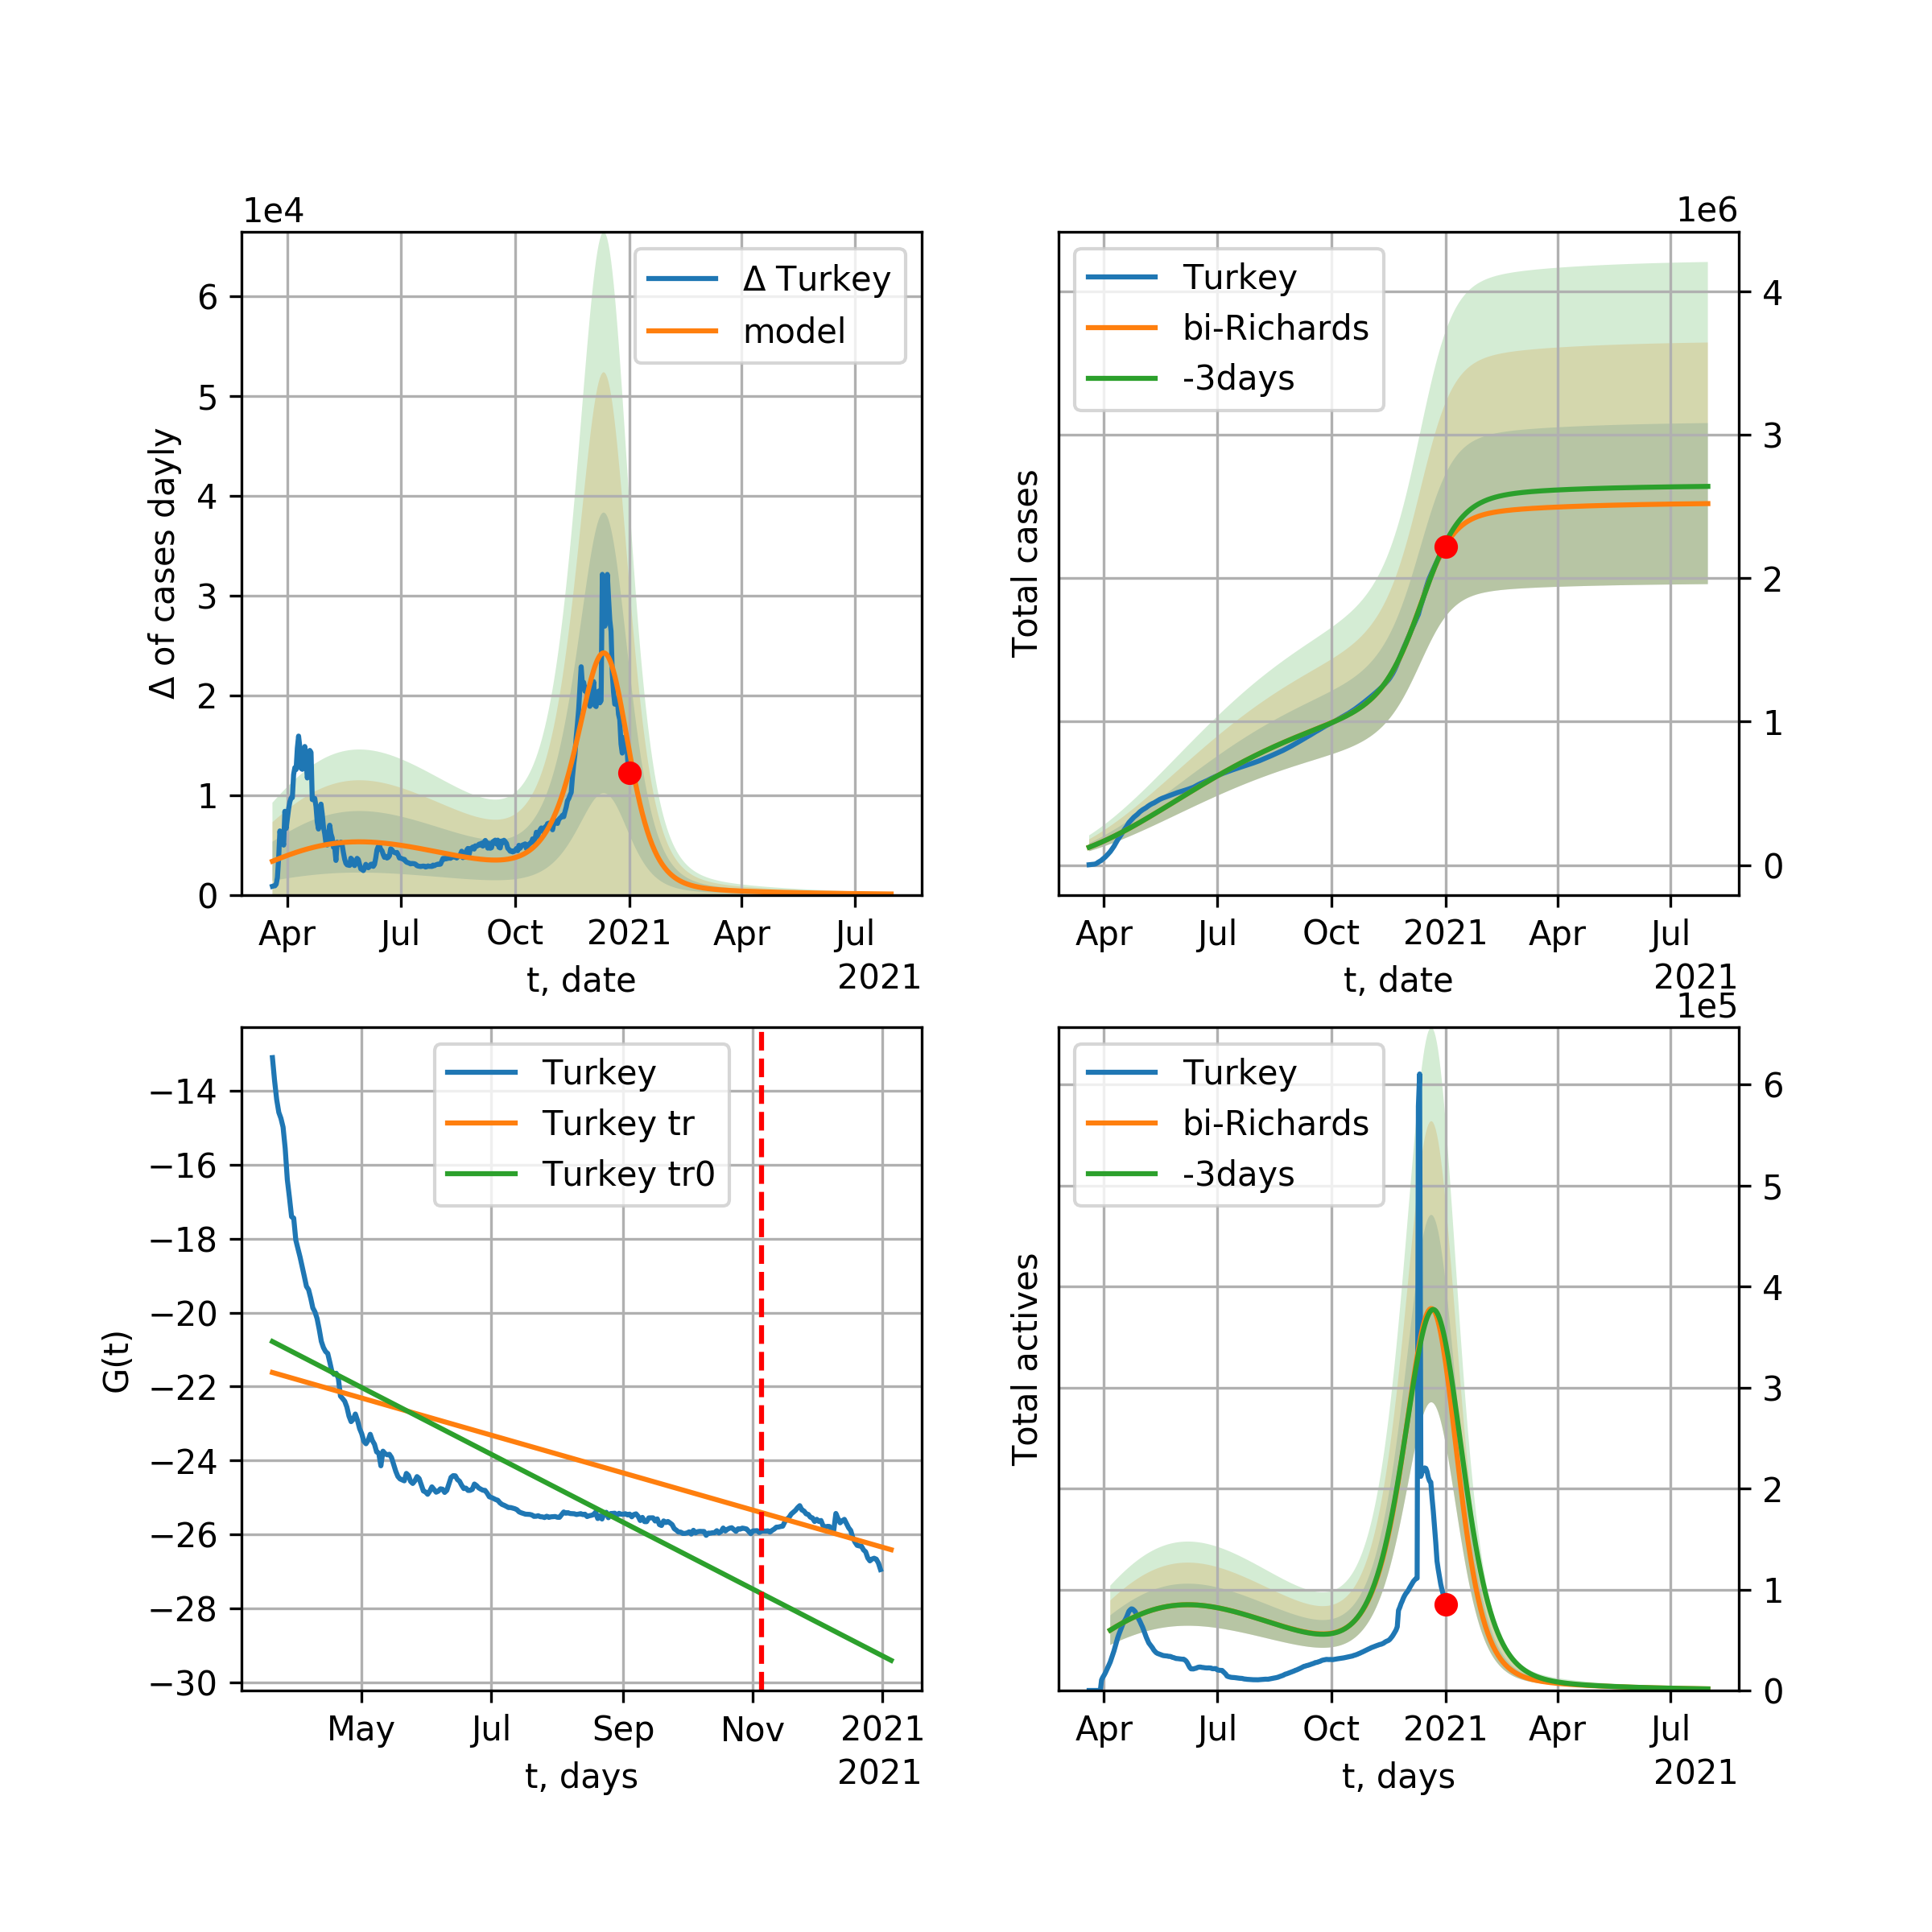 1e4
Δ of cases dayly
6
5
4
3
2
1
0
Δ Turkey
model
Apr
Jul
Oct
2021
Apr
Jul
t, date
2021
1e6
Total cases
Turkey
bi-Richards
-3days
4
3
2
1
0
Apr
Jul
Oct
2021
Apr
Jul
t, date
2021
G(t)
−14
−16
−18
−20
−22
−24
−26
−28
−30
Turkey
Turkey tr
Turkey tr0
May
Jul
Sep
Nov
2021
t, days
2021
1e5
Total actives
Turkey
bi-Richards
-3days
6
5
4
3
2
1
0
Apr
Jul
Oct
2021
Apr
Jul
t, days
2021